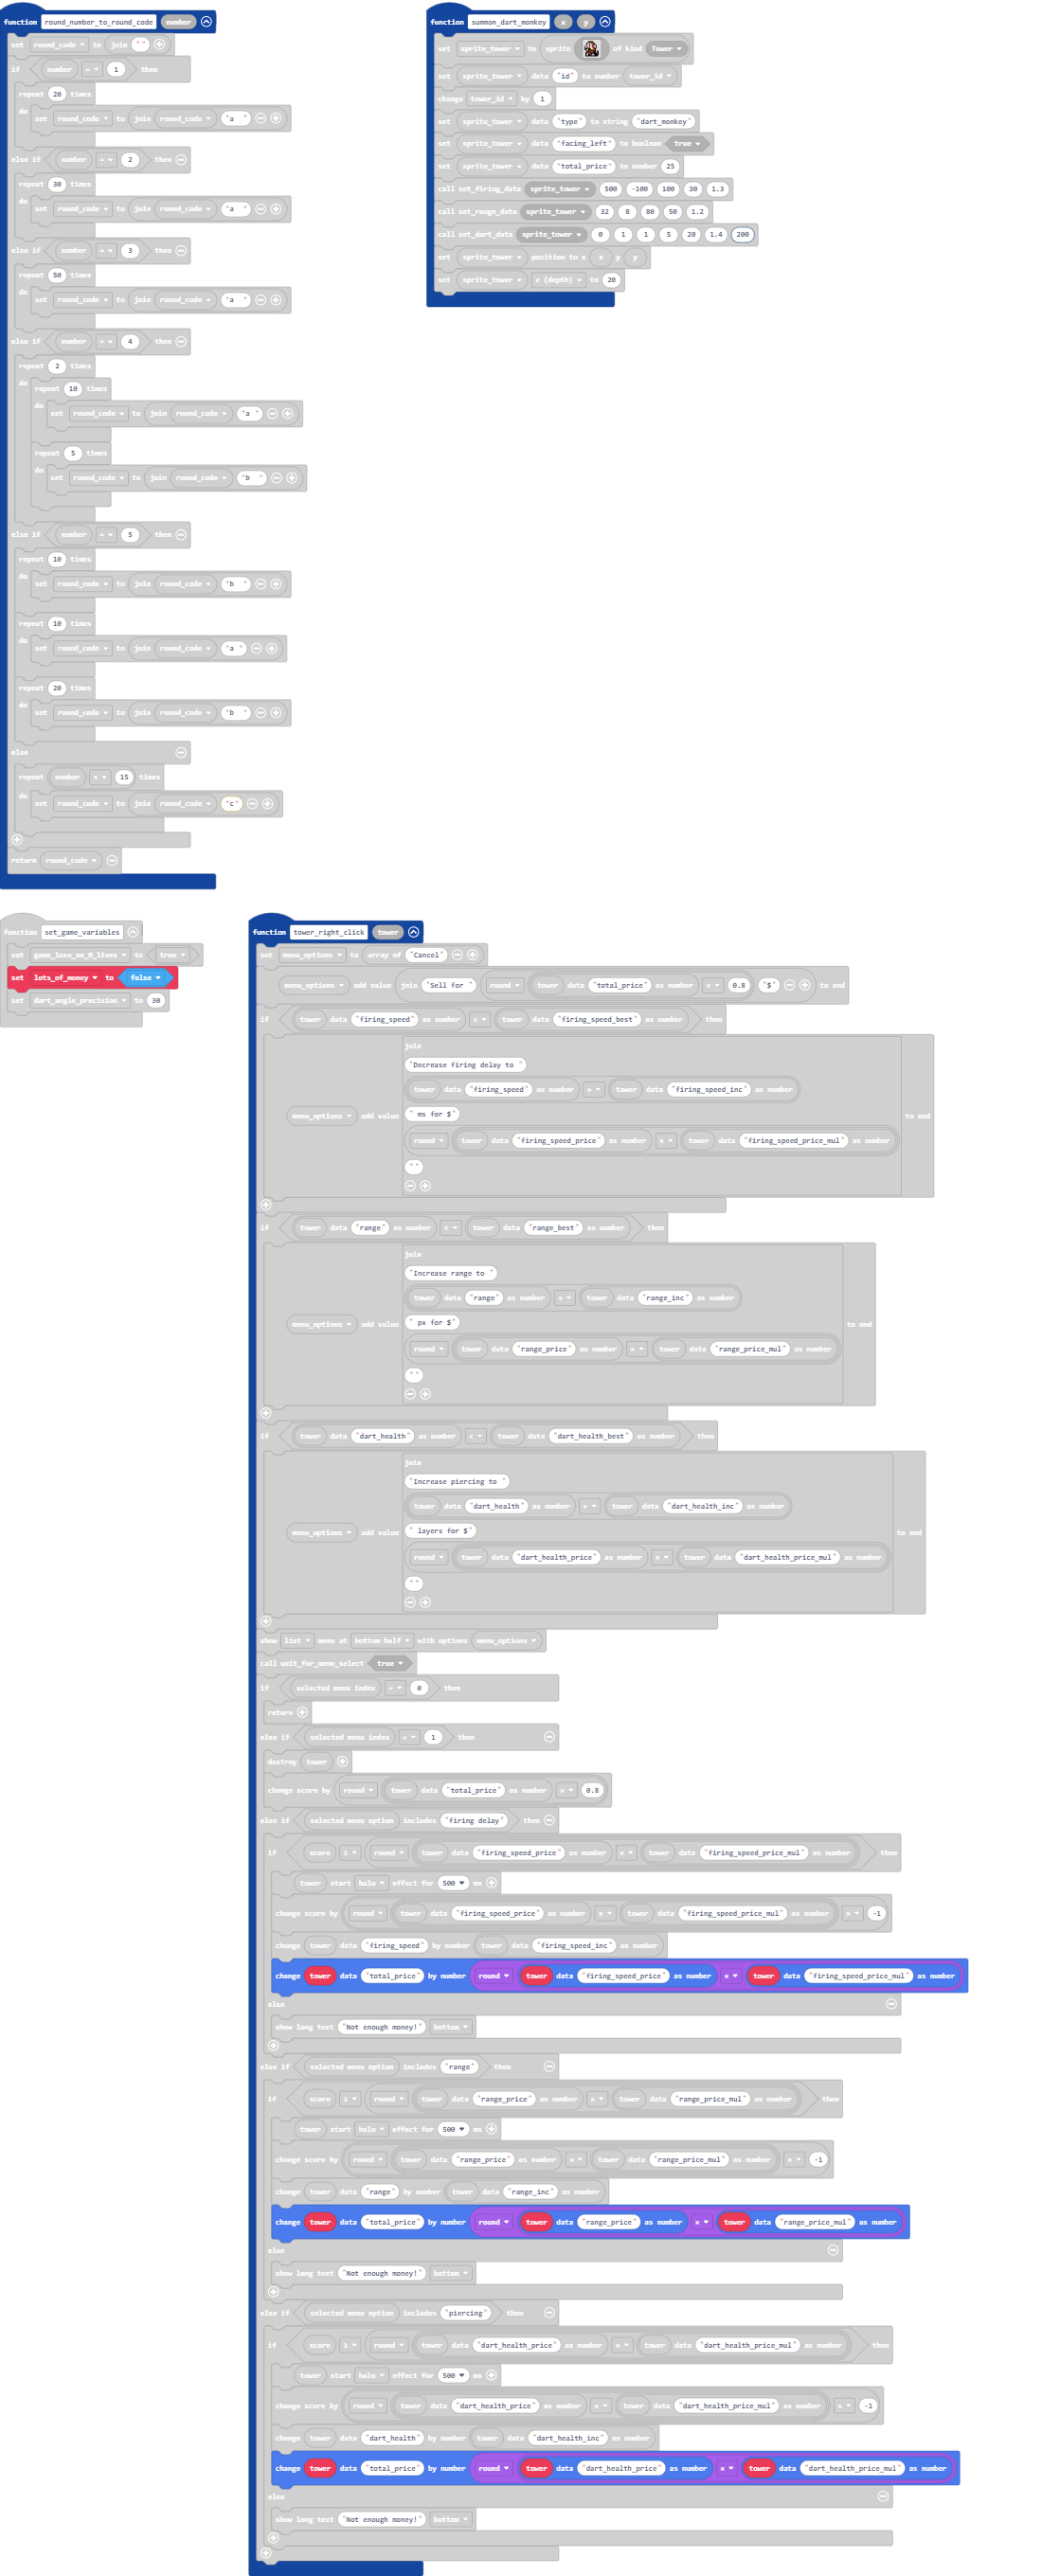 function round_number_to_round_code number
set round_code to join ""
if number = 1 then
repeat 20 times
do set round_code to join round_code "a  "
else if number = 2 then
repeat 30 times
do set round_code to join round_code "a  "
else if number = 3 then
repeat 50 times
do set round_code to join round_code "a  "
else if number = 4 then
repeat 2 times
do repeat 10 times
do set round_code to join round_code "a "
repeat 5 times
do set round_code to join round_code "b  "
else if number = 5 then
repeat 10 times
do set round_code to join round_code "b  "
repeat 10 times
do set round_code to join round_code "a "
repeat 20 times
do set round_code to join round_code "b  "
else
repeat number × 15 times
do set round_code to join round_code "c"
return round_code
function summon_dart_monkey x y
set sprite_tower to sprite of kind Tower
set sprite_tower data "id" to number tower_id
change tower_id by 1
set sprite_tower data "type" to string "dart_monkey"
set sprite_tower data "facing_left" to boolean true
set sprite_tower data "total_price" to number 25
call set_firing_data sprite_tower 500 -100 100 30 1.3
call set_range_data sprite_tower 32 8 80 50 1.2
call set_dart_data sprite_tower 0 1 1 5 20 1.4 200
set sprite_tower position to x x y y
set sprite_tower z (depth) to 20
function set_game_variables
set game_lose_on_0_lives to true
set lots_of_money to false
set dart_angle_precision to 30
function tower_right_click tower
set menu_options to array of "Cancel"
menu_options add value join "Sell for " round tower data "total_price" as number × 0.8 "$" to end
if tower data "firing_speed" as number > tower data "firing_speed_best" as number then
join
"Decrease firing delay to "
tower data "firing_speed" as number + tower data "firing_speed_inc" as number
menu_options add value " ms for $" to end
round tower data "firing_speed_price" as number × tower data "firing_speed_price_mul" as number
""
if tower data "range" as number < tower data "range_best" as number then
join
"Increase range to "
tower data "range" as number + tower data "range_inc" as number
menu_options add value " px for $" to end
round tower data "range_price" as number × tower data "range_price_mul" as number
""
if tower data "dart_health" as number < tower data "dart_health_best" as number then
join
"Increase piercing to "
tower data "dart_health" as number + tower data "dart_health_inc" as number
menu_options add value " layers for $" to end
round tower data "dart_health_price" as number × tower data "dart_health_price_mul" as number
""
show list menu at bottom half with options menu_options
call wait_for_menu_select true
if selected menu index = 0 then
return
else if selected menu index = 1 then
destroy tower
change score by round tower data "total_price" as number × 0.8
else if selected menu option includes "firing delay" then
if score ≥ round tower data "firing_speed_price" as number × tower data "firing_speed_price_mul" as number then
tower start halo effect for 500 ms
change score by round tower data "firing_speed_price" as number × tower data "firing_speed_price_mul" as number × -1
change tower data "firing_speed" by number tower data "firing_speed_inc" as number
change tower data "total_price" by number round tower data "firing_speed_price" as number × tower data "firing_speed_price_mul" as number
else
show long text "Not enough money!" bottom
else if selected menu option includes "range" then
if score ≥ round tower data "range_price" as number × tower data "range_price_mul" as number then
tower start halo effect for 500 ms
change score by round tower data "range_price" as number × tower data "range_price_mul" as number × -1
change tower data "range" by number tower data "range_inc" as number
change tower data "total_price" by number round tower data "range_price" as number × tower data "range_price_mul" as number
else
show long text "Not enough money!" bottom
else if selected menu option includes "piercing" then
if score ≥ round tower data "dart_health_price" as number × tower data "dart_health_price_mul" as number then
tower start halo effect for 500 ms
change score by round tower data "dart_health_price" as number × tower data "dart_health_price_mul" as number × -1
change tower data "dart_health" by number tower data "dart_health_inc" as number
change tower data "total_price" by number round tower data "dart_health_price" as number × tower data "dart_health_price_mul" as number
else
show long text "Not enough money!" bottom